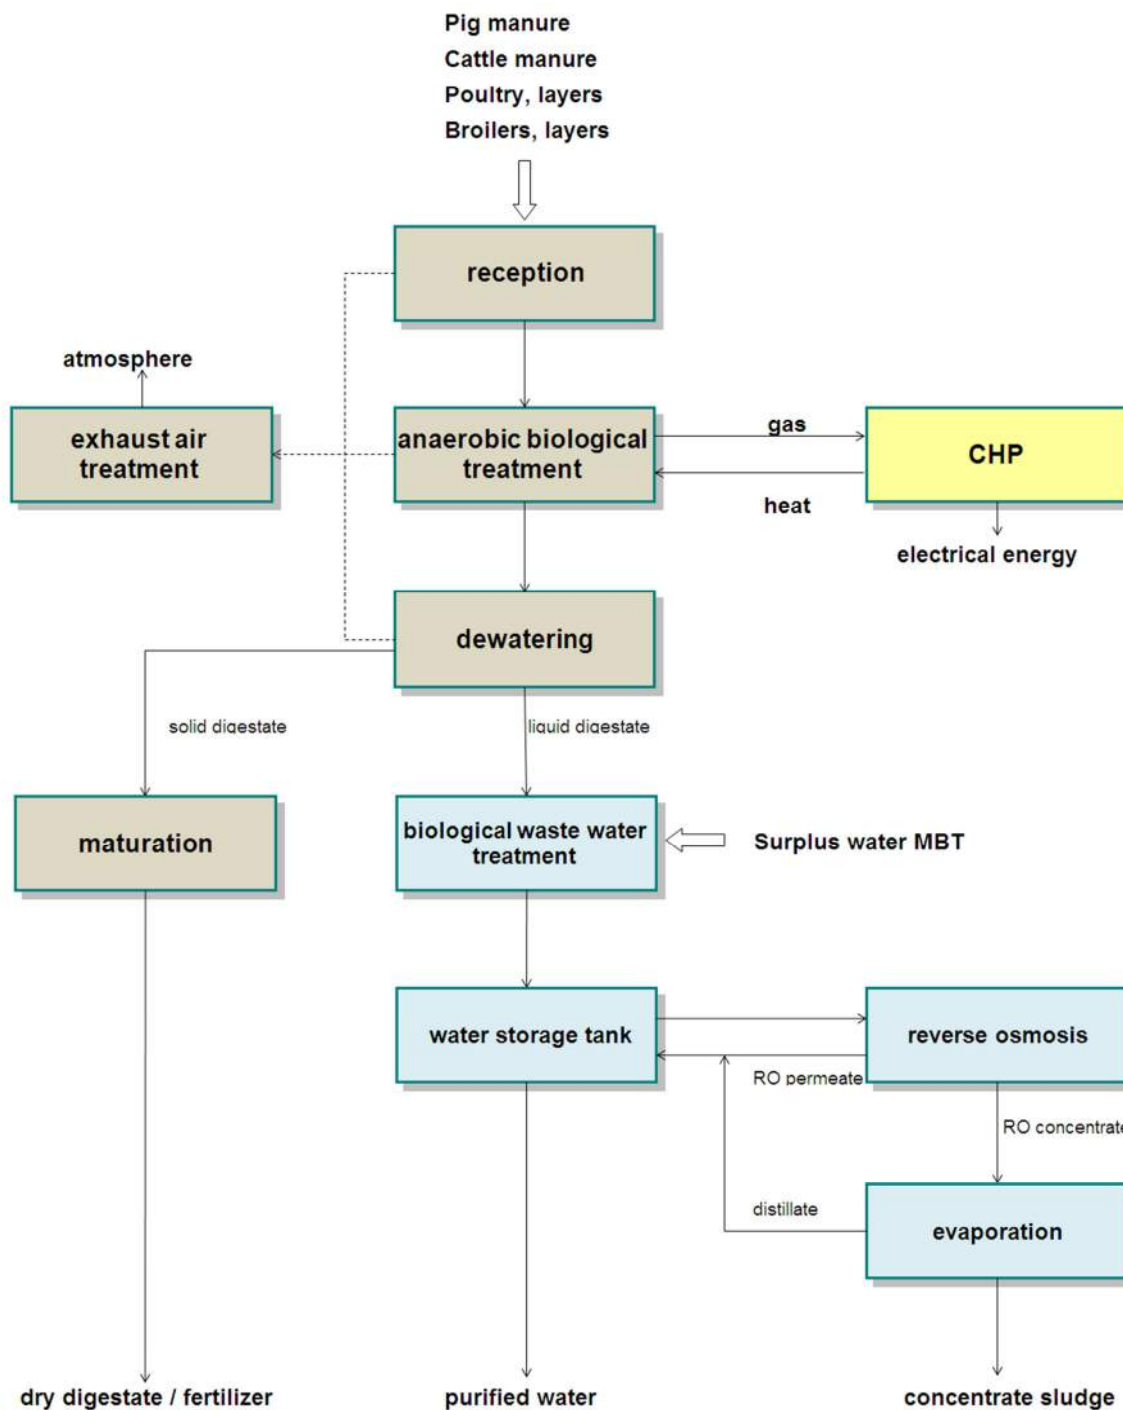 Pig manure
Cattle manure
Poultry, layers
Broilers, layers
reception
atmosphere
exhaust air
treatment
anaerobic biological
treatment
gas
heat
CHP
electrical energy
dewatering
solid digestate
liquid digestate
maturation
biological waste water
treatment
Surplus water MBT
water storage tank
reverse osmosis
RO permeate
RO concentrate
distillate
evaporation
dry digestate / fertilizer
purified water
concentrate sludge